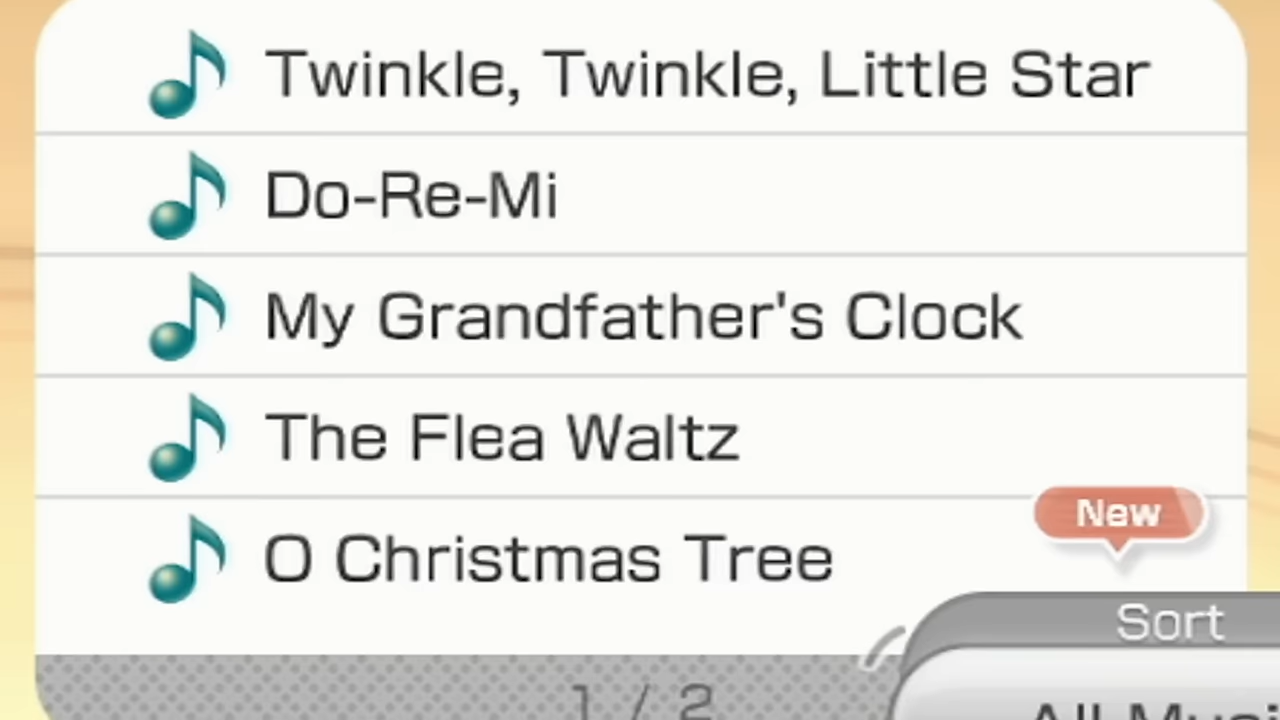 Twinkle, Twinkle, Little Star
Do-Re-Mi
My Grandfather's Clock
The Flea Waltz
O Christmas Tree
New
Sort
1 / 2
All